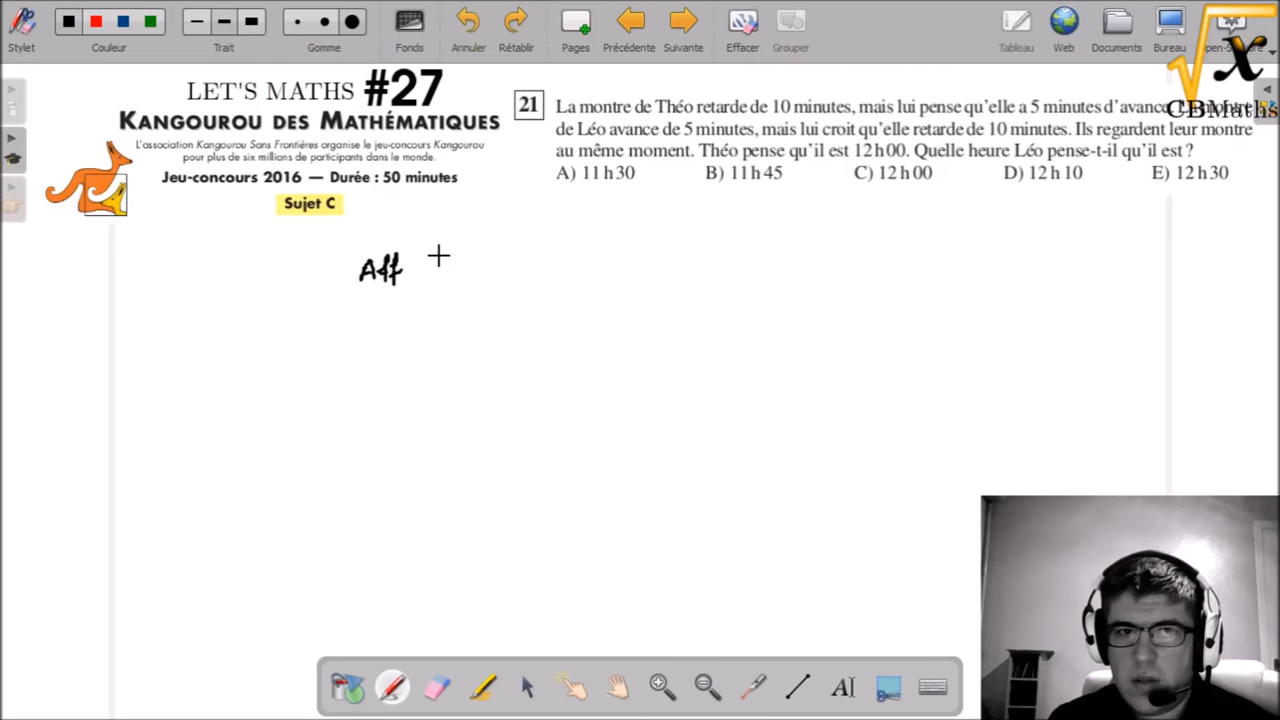 Stylet
Couleur
Trait
Gomme
Fonds
Annuler
Rétablir
Pages
Précédente
Suivante
Effacer
Grouper
Tableau
Web
Documents
Bureau
CBMaths
LET'S MATHS #27
KANGOUROU DES MATHÉMATIQUES
L'association Kangourou Sans Frontières organise le jeu-concours Kangourou
pour plus de six millions de participants dans le monde.
Jeu-concours 2016 — Durée : 50 minutes
Sujet C
21 La montre de Théo retarde de 10 minutes, mais lui pense qu'elle a 5 minutes d'avance.
de Léo avance de 5 minutes, mais lui croit qu'elle retarde de 10 minutes. Ils regardent leur montre
au même moment. Théo pense qu'il est 12 h 00. Quelle heure Léo pense-t-il qu'il est ?
A) 11 h 30 B) 11 h 45 C) 12 h 00 D) 12 h 10 E) 12 h 30
Aff